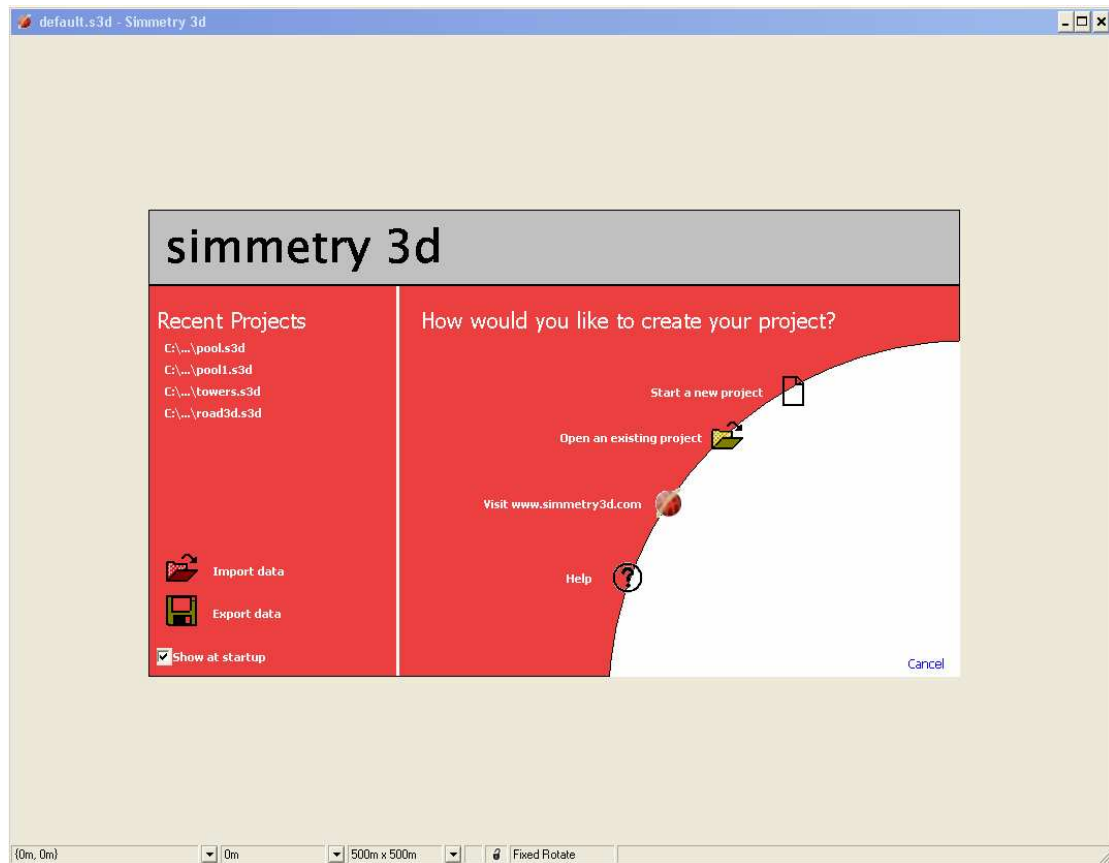 default.s3d - Simmetry 3d
simmetry 3d
Recent Projects
C:\...\pool.s3d
C:\...\pool1.s3d
C:\...\towers.s3d
C:\...\road3d.s3d
Import data
Export data
Show at startup
How would you like to create your project?
Start a new project
Open an existing project
Visit www.simmetry3d.com
Help
?
Cancel
{0m, 0m} 0m 500m x 500m Fixed Rotate